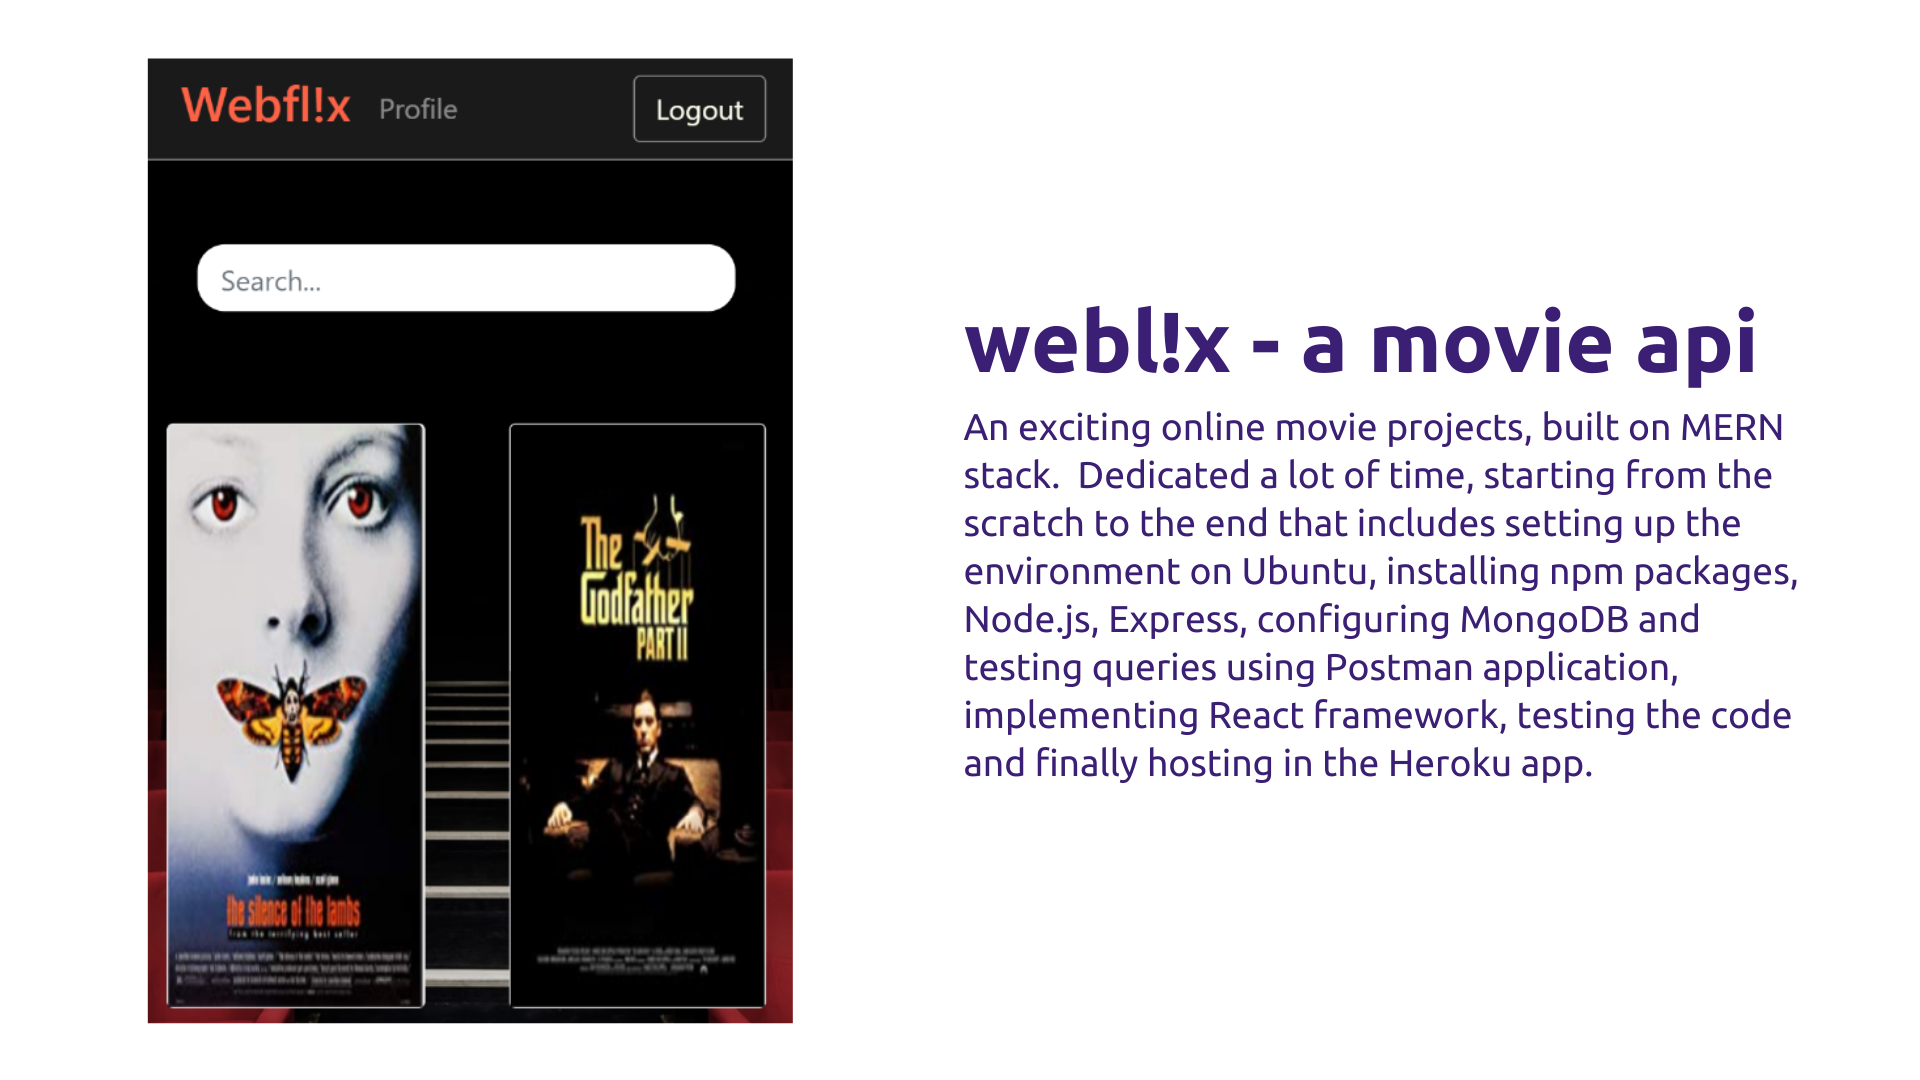 Webfl!x Profile Logout
Search...
The
Godfather
PART II
the silence of the lambs
from the terrifying best seller
webl!x - a movie api
An exciting online movie projects, built on MERN
stack.  Dedicated a lot of time, starting from the
scratch to the end that includes setting up the
environment on Ubuntu, installing npm packages,
Node.js, Express, configuring MongoDB and
testing queries using Postman application,
implementing React framework, testing the code
and finally hosting in the Heroku app.